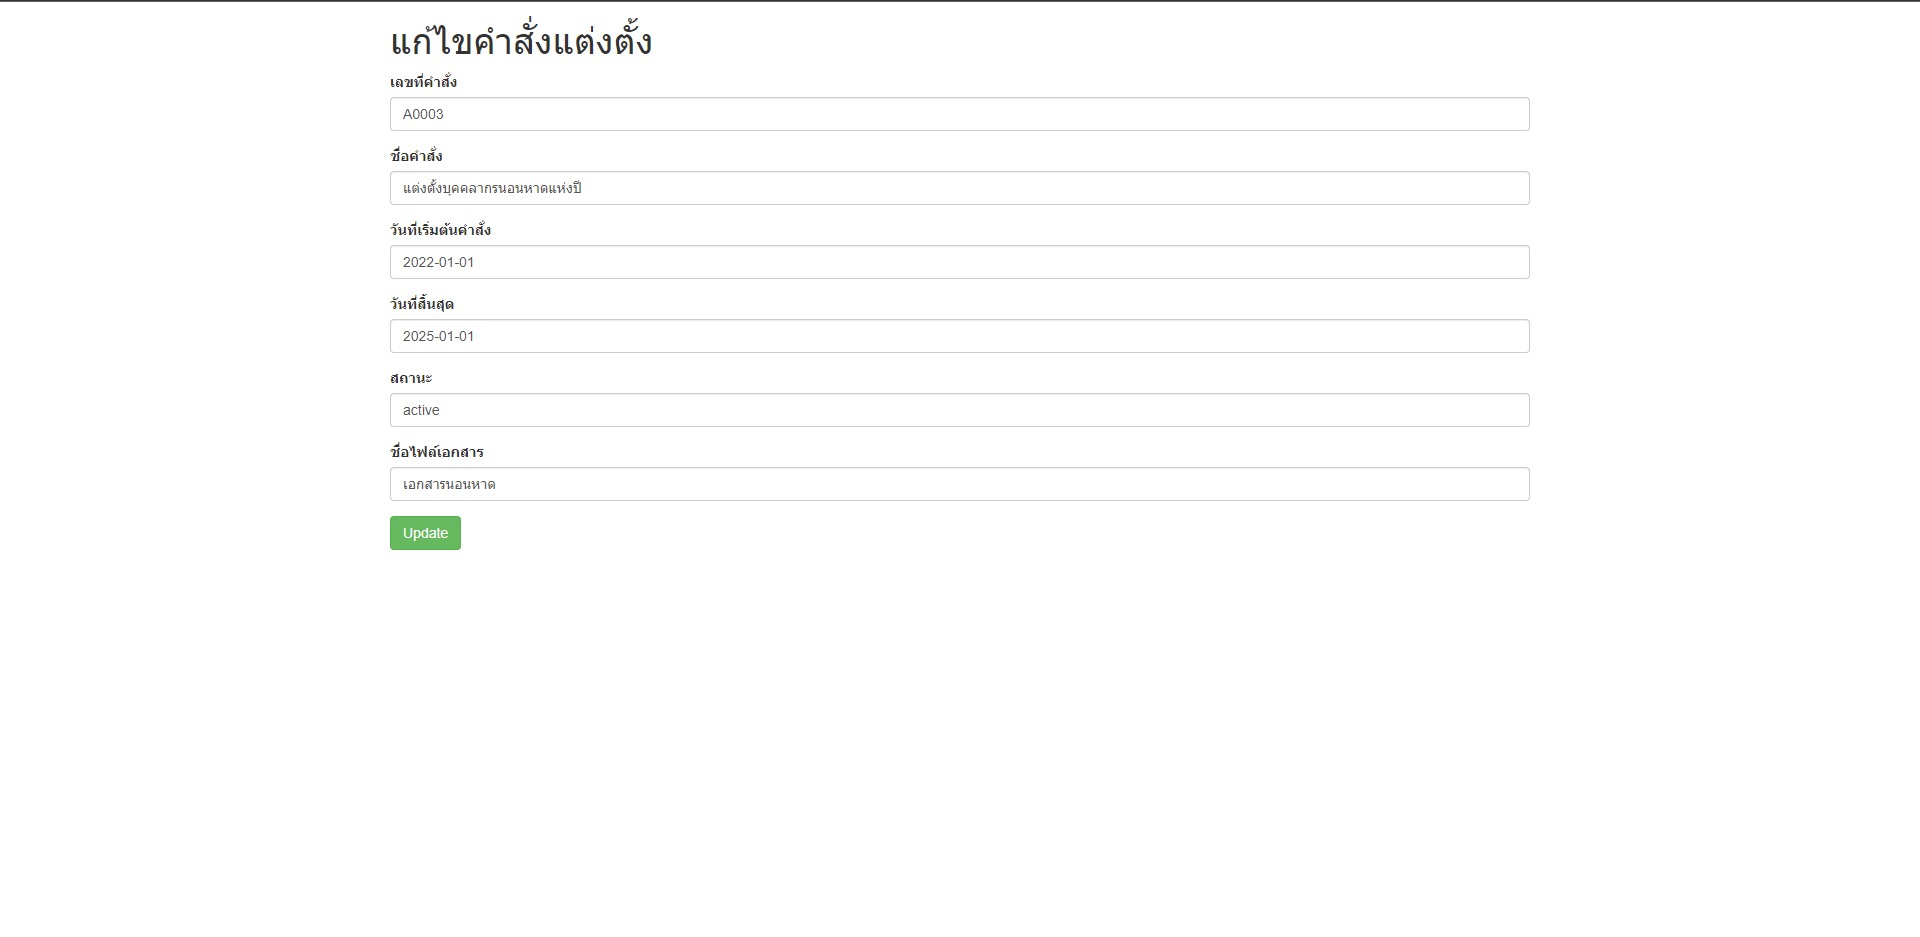 แก้ไขคำสั่งแต่งตั้ง
เลขที่คำสั่ง
A0003
ชื่อคำสั่ง
แต่งตั้งบุคคลากรนอนหาดแห่งปี
วันที่เริ่มต้นคำสั่ง
2022-01-01
วันที่สิ้นสุด
2025-01-01
สถานะ
active
ชื่อไฟล์เอกสาร
เอกสารนอนหาด
Update